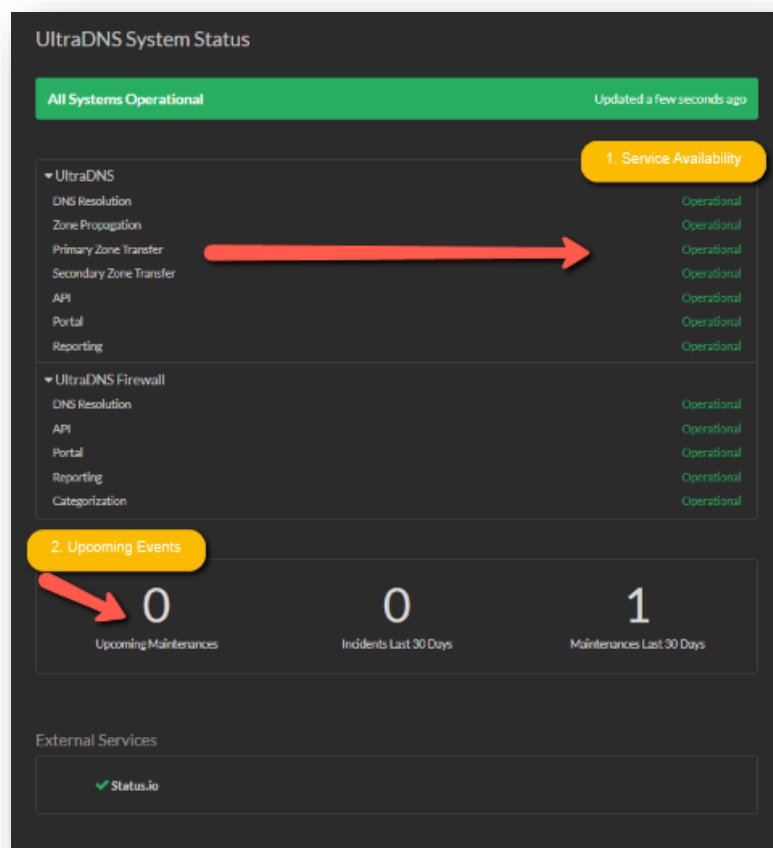 UltraDNS System Status
All Systems Operational Updated a few seconds ago
1. Service Availability
UltraDNS
DNS Resolution Operational
Zone Propagation Operational
Primary Zone Transfer Operational
Secondary Zone Transfer Operational
API Operational
Portal Operational
Reporting Operational
UltraDNS Firewall
DNS Resolution Operational
API Operational
Portal Operational
Reporting Operational
Categorization Operational
2. Upcoming Events
0 0 1
Upcoming Maintenances Incidents Last 30 Days Maintenances Last 30 Days
External Services
Status.io